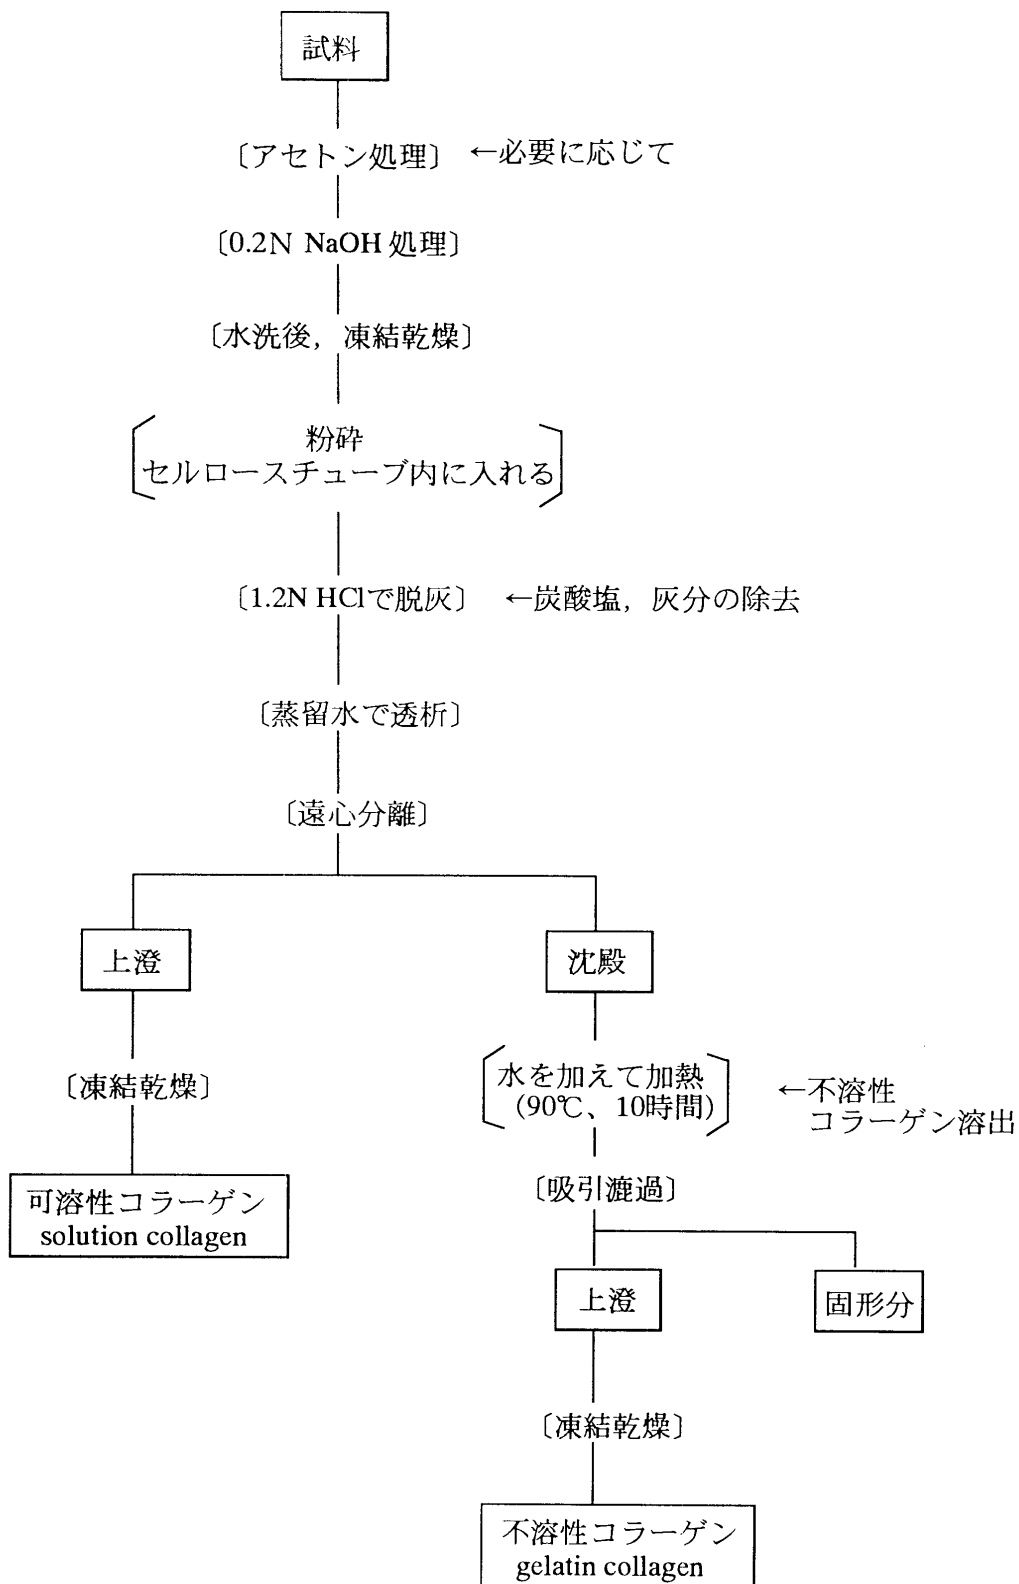 試料
〔アセトン処理〕 ←必要に応じて
〔0.2N NaOH 処理〕
〔水洗後，凍結乾燥〕
粉砕
セルロースチューブ内に入れる
〔1.2N HClで脱灰〕 ←炭酸塩，灰分の除去
〔蒸留水で透析〕
〔遠心分離〕
上澄
沈殿
〔凍結乾燥〕
水を加えて加熱
（90℃、10時間）
←不溶性
コラーゲン溶出
可溶性コラーゲン
solution collagen
〔吸引漉過〕
上澄
固形分
〔凍結乾燥〕
不溶性コラーゲン
gelatin collagen